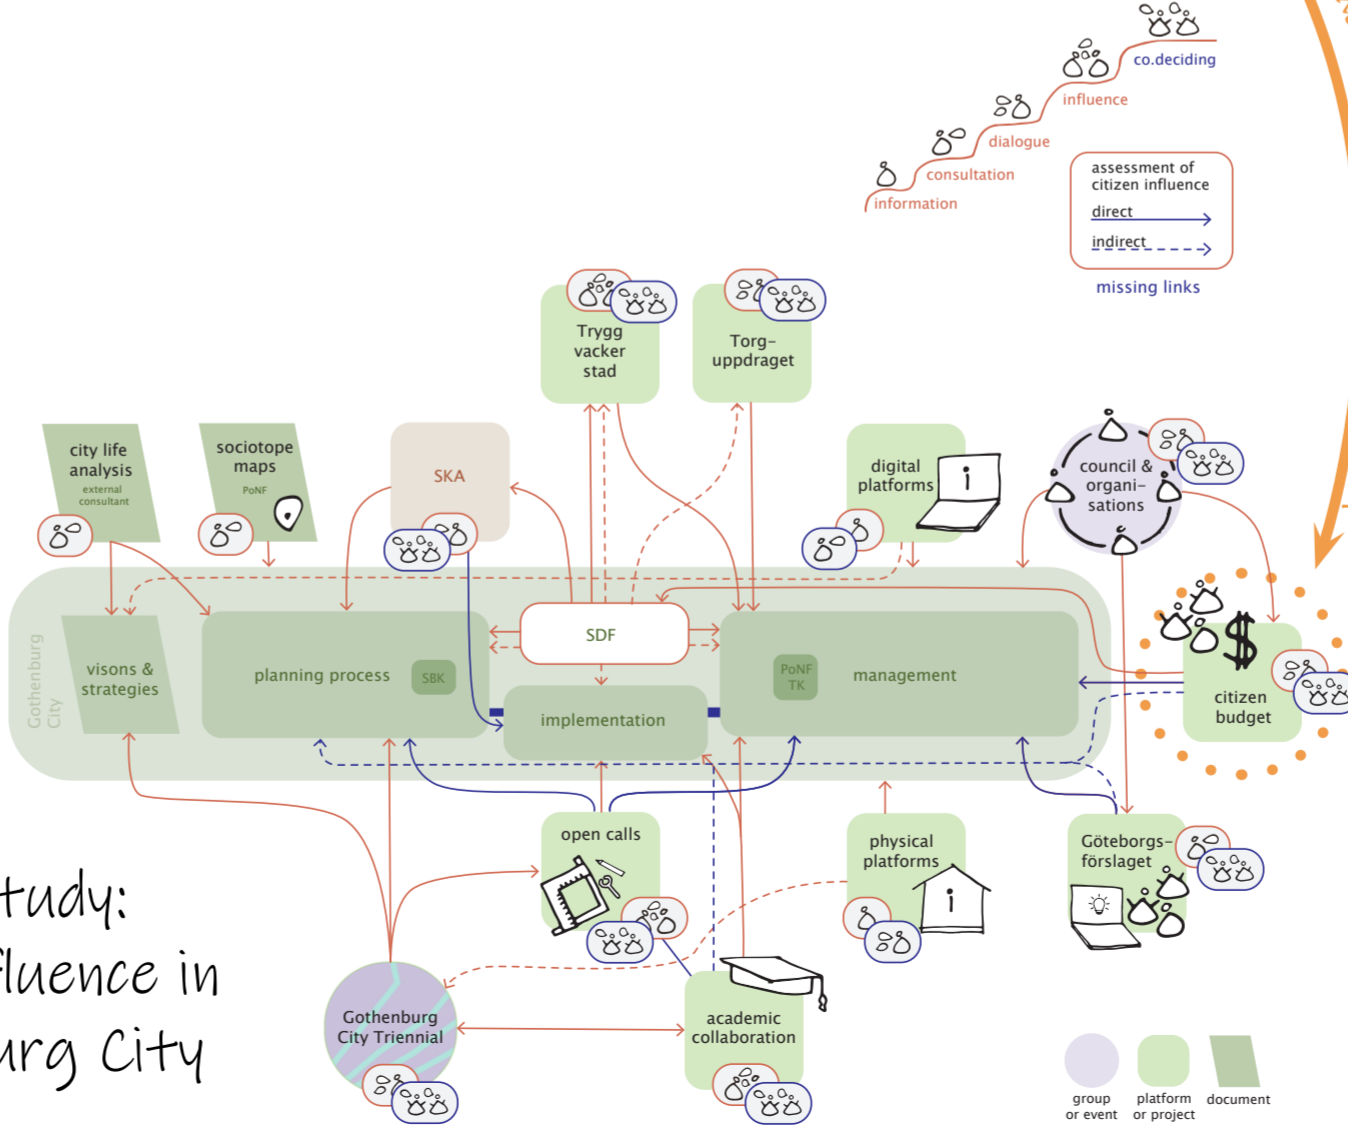 co.deciding
influence
dialogue
consultation
information
assessment of
citizen influence
direct
indirect
missing links
Trygg
vacker
stad
Torg-
uppdraget
city life
analysis
external
consultant
sociotope
maps
PoNF
SKA
digital
platforms
i
council &
organi-
sations
Gothenburg
City
visons &
strategies
planning process
SBK
SDF
implementation
PoNF
TK
management
$
citizen
budget
open calls
physical
platforms
i
Göteborgs-
förslaget
tudy:
fluence in
urg City
Gothenburg
City Triennial
academic
collaboration
group
or event
platform
or project
document